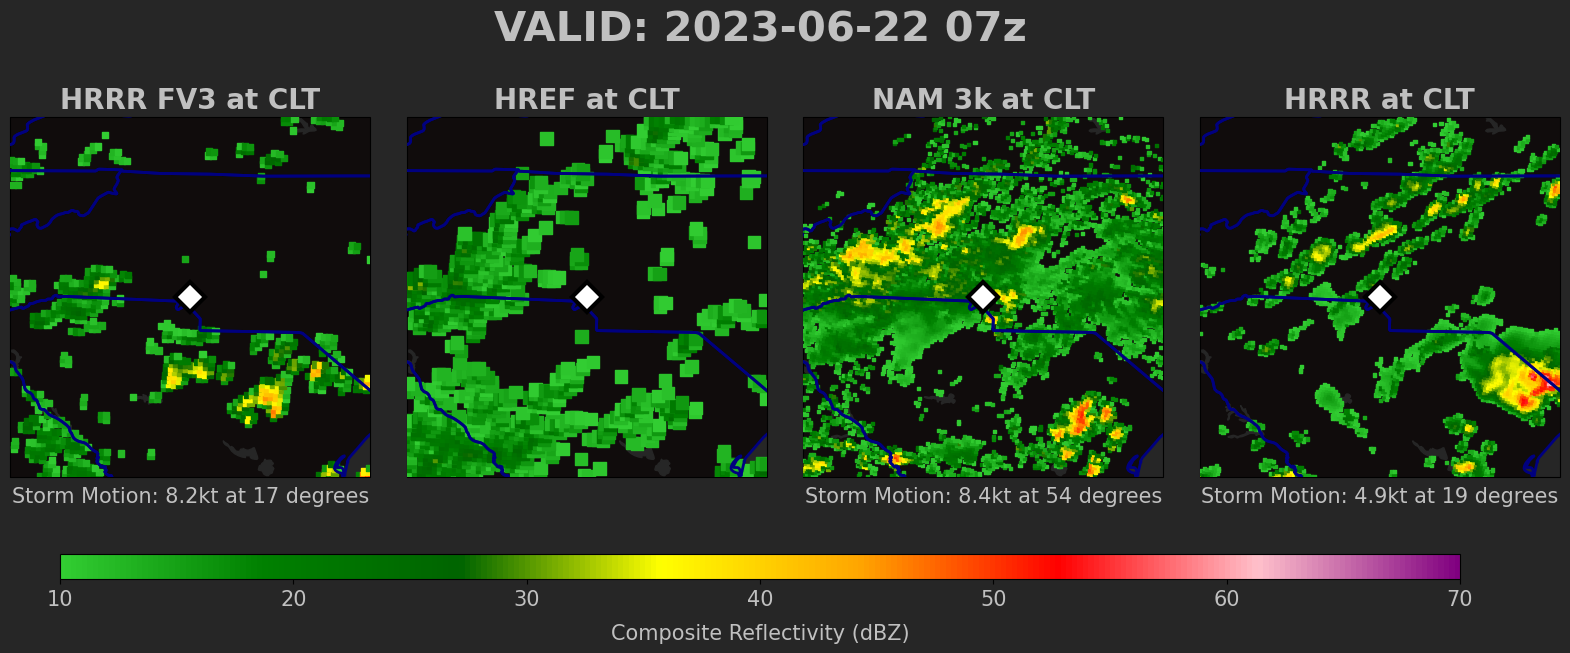 VALID: 2023-06-22 07z
HRRR FV3 at CLT
HREF at CLT
NAM 3k at CLT
HRRR at CLT
Storm Motion: 8.2kt at 17 degrees
Storm Motion: 8.4kt at 54 degrees
Storm Motion: 4.9kt at 19 degrees
10 20 30 40 50 60 70
Composite Reflectivity (dBZ)